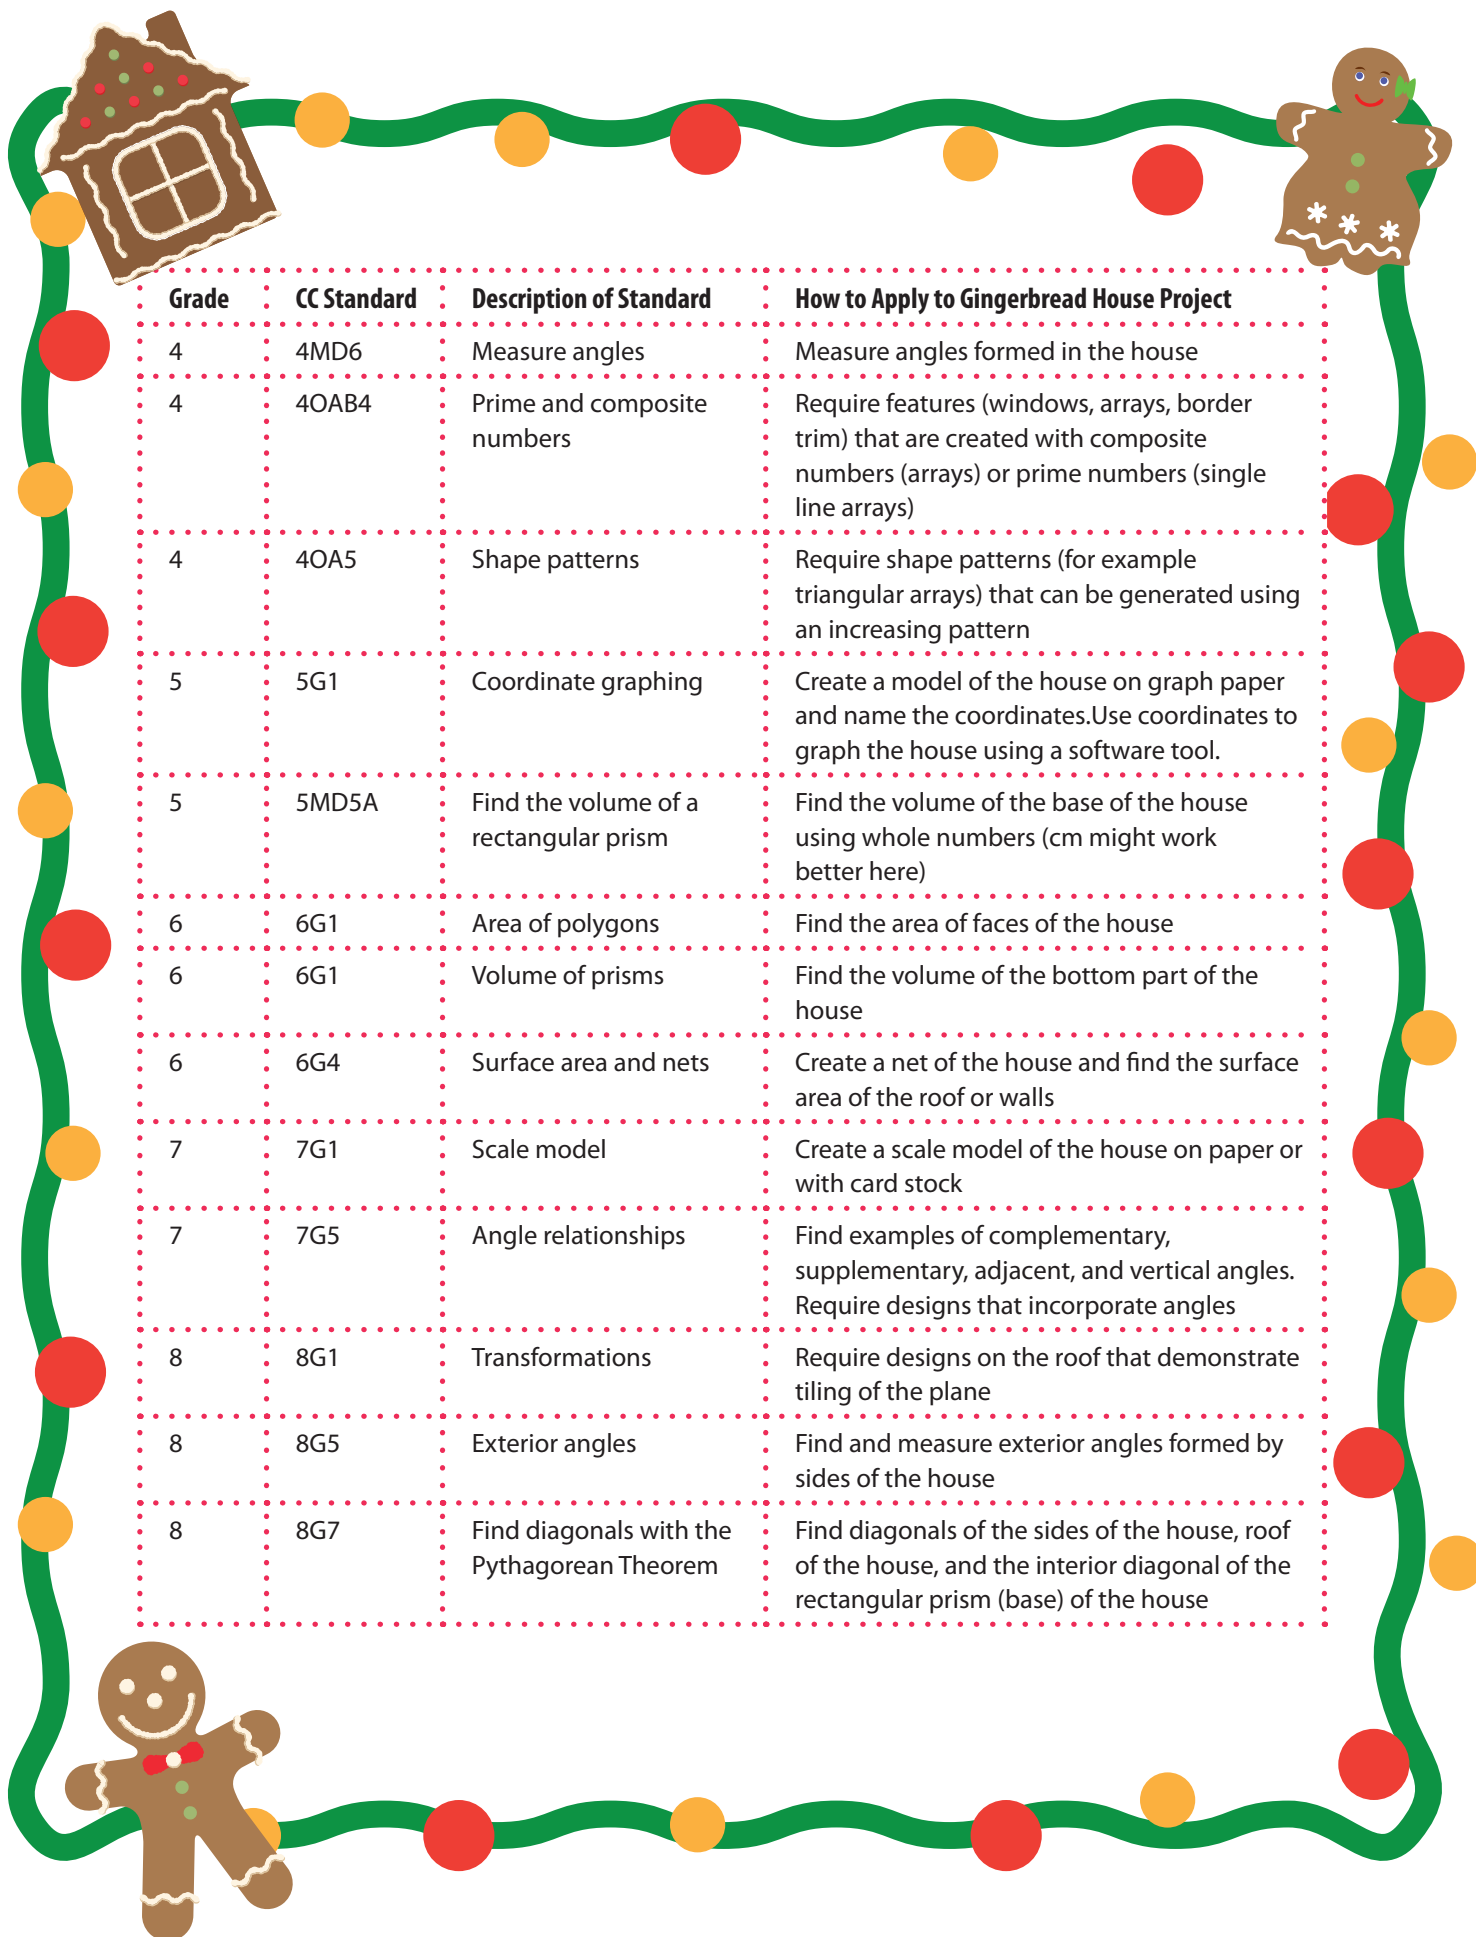 Grade CC Standard Description of Standard How to Apply to Gingerbread House Project
4 4MD6 Measure angles Measure angles formed in the house
4 4OAB4 Prime and composite Require features (windows, arrays, border
numbers trim) that are created with composite
numbers (arrays) or prime numbers (single
line arrays)
4 4OA5 Shape patterns Require shape patterns (for example
triangular arrays) that can be generated using
an increasing pattern
5 5G1 Coordinate graphing Create a model of the house on graph paper
and name the coordinates.Use coordinates to
graph the house using a software tool.
5 5MD5A Find the volume of a Find the volume of the base of the house
rectangular prism using whole numbers (cm might work
better here)
6 6G1 Area of polygons Find the area of faces of the house
6 6G1 Volume of prisms Find the volume of the bottom part of the
house
6 6G4 Surface area and nets Create a net of the house and find the surface
area of the roof or walls
7 7G1 Scale model Create a scale model of the house on paper or
with card stock
7 7G5 Angle relationships Find examples of complementary,
supplementary, adjacent, and vertical angles.
Require designs that incorporate angles
8 8G1 Transformations Require designs on the roof that demonstrate
tiling of the plane
8 8G5 Exterior angles Find and measure exterior angles formed by
sides of the house
8 8G7 Find diagonals with the Find diagonals of the sides of the house, roof
Pythagorean Theorem of the house, and the interior diagonal of the
rectangular prism (base) of the house